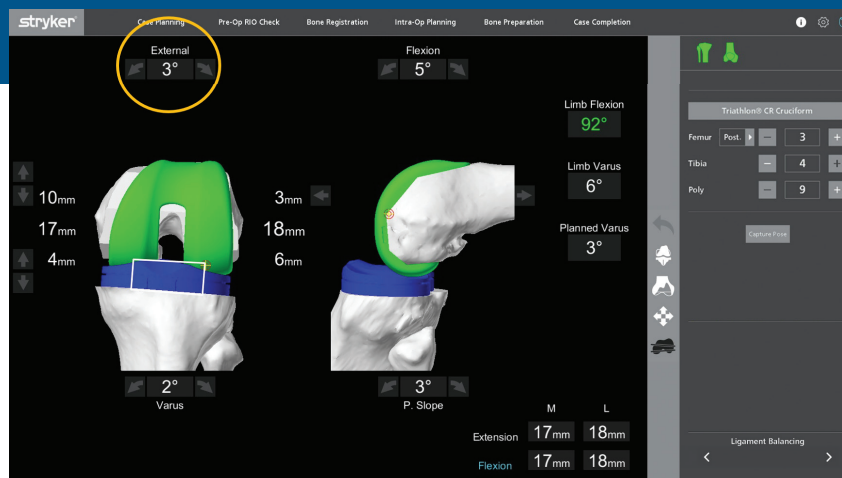 stryker®
Case Planning Pre-Op RIO Check Bone Registration Intra-Op Planning Bone Preparation Case Completion
External
3°
Flexion
5°
Limb Flexion
92°
Limb Varus
6°
Planned Varus
3°
10mm
17mm
4mm
3mm
18mm
6mm
2°
Varus
3°
P. Slope
M L
Extension 17mm 18mm
Flexion 17mm 18mm
Triathlon® CR Cruciform
Femur Post. − 3 +
Tibia − 4 +
Poly − 9 +
Capture Pose
Ligament Balancing